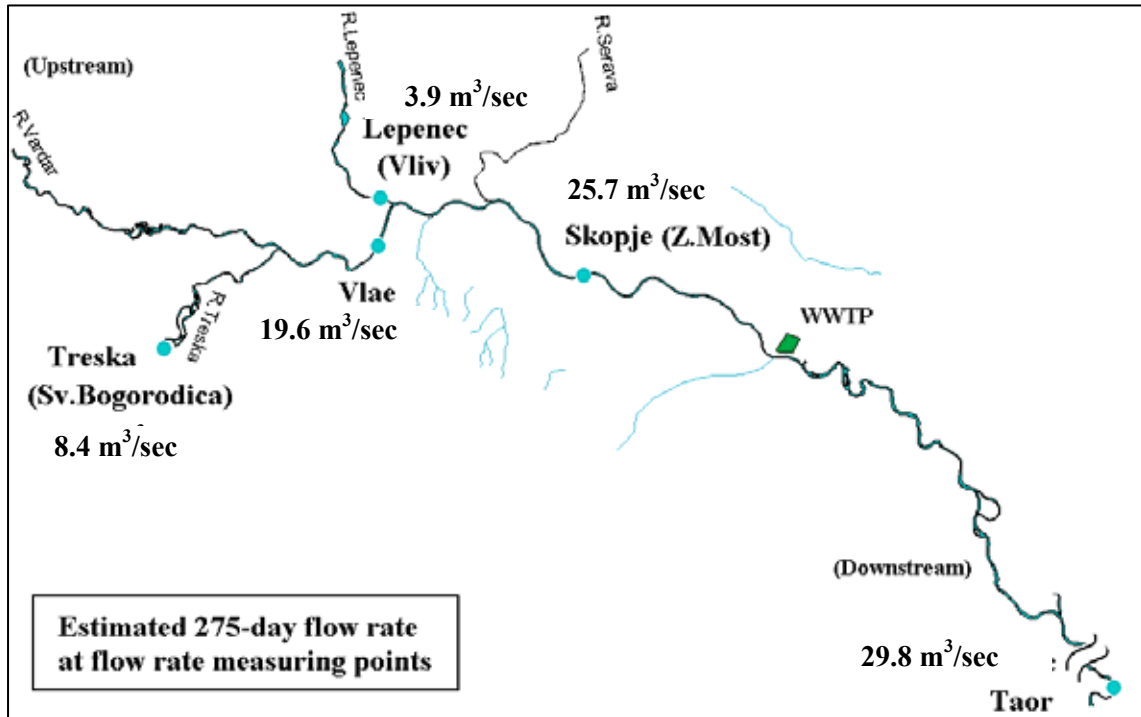 (Upstream)
R.Vardar
R.Lepenec
R.Serava
3.9 m³/sec
Lepenec
(Vliv)
25.7 m³/sec
Skopje (Z.Most)
Vlae
19.6 m³/sec
R.Treska
Treska
(Sv.Bogorodica)
8.4 m³/sec
WWTP
(Downstream)
29.8 m³/sec
Taor
Estimated 275-day flow rate
at flow rate measuring points